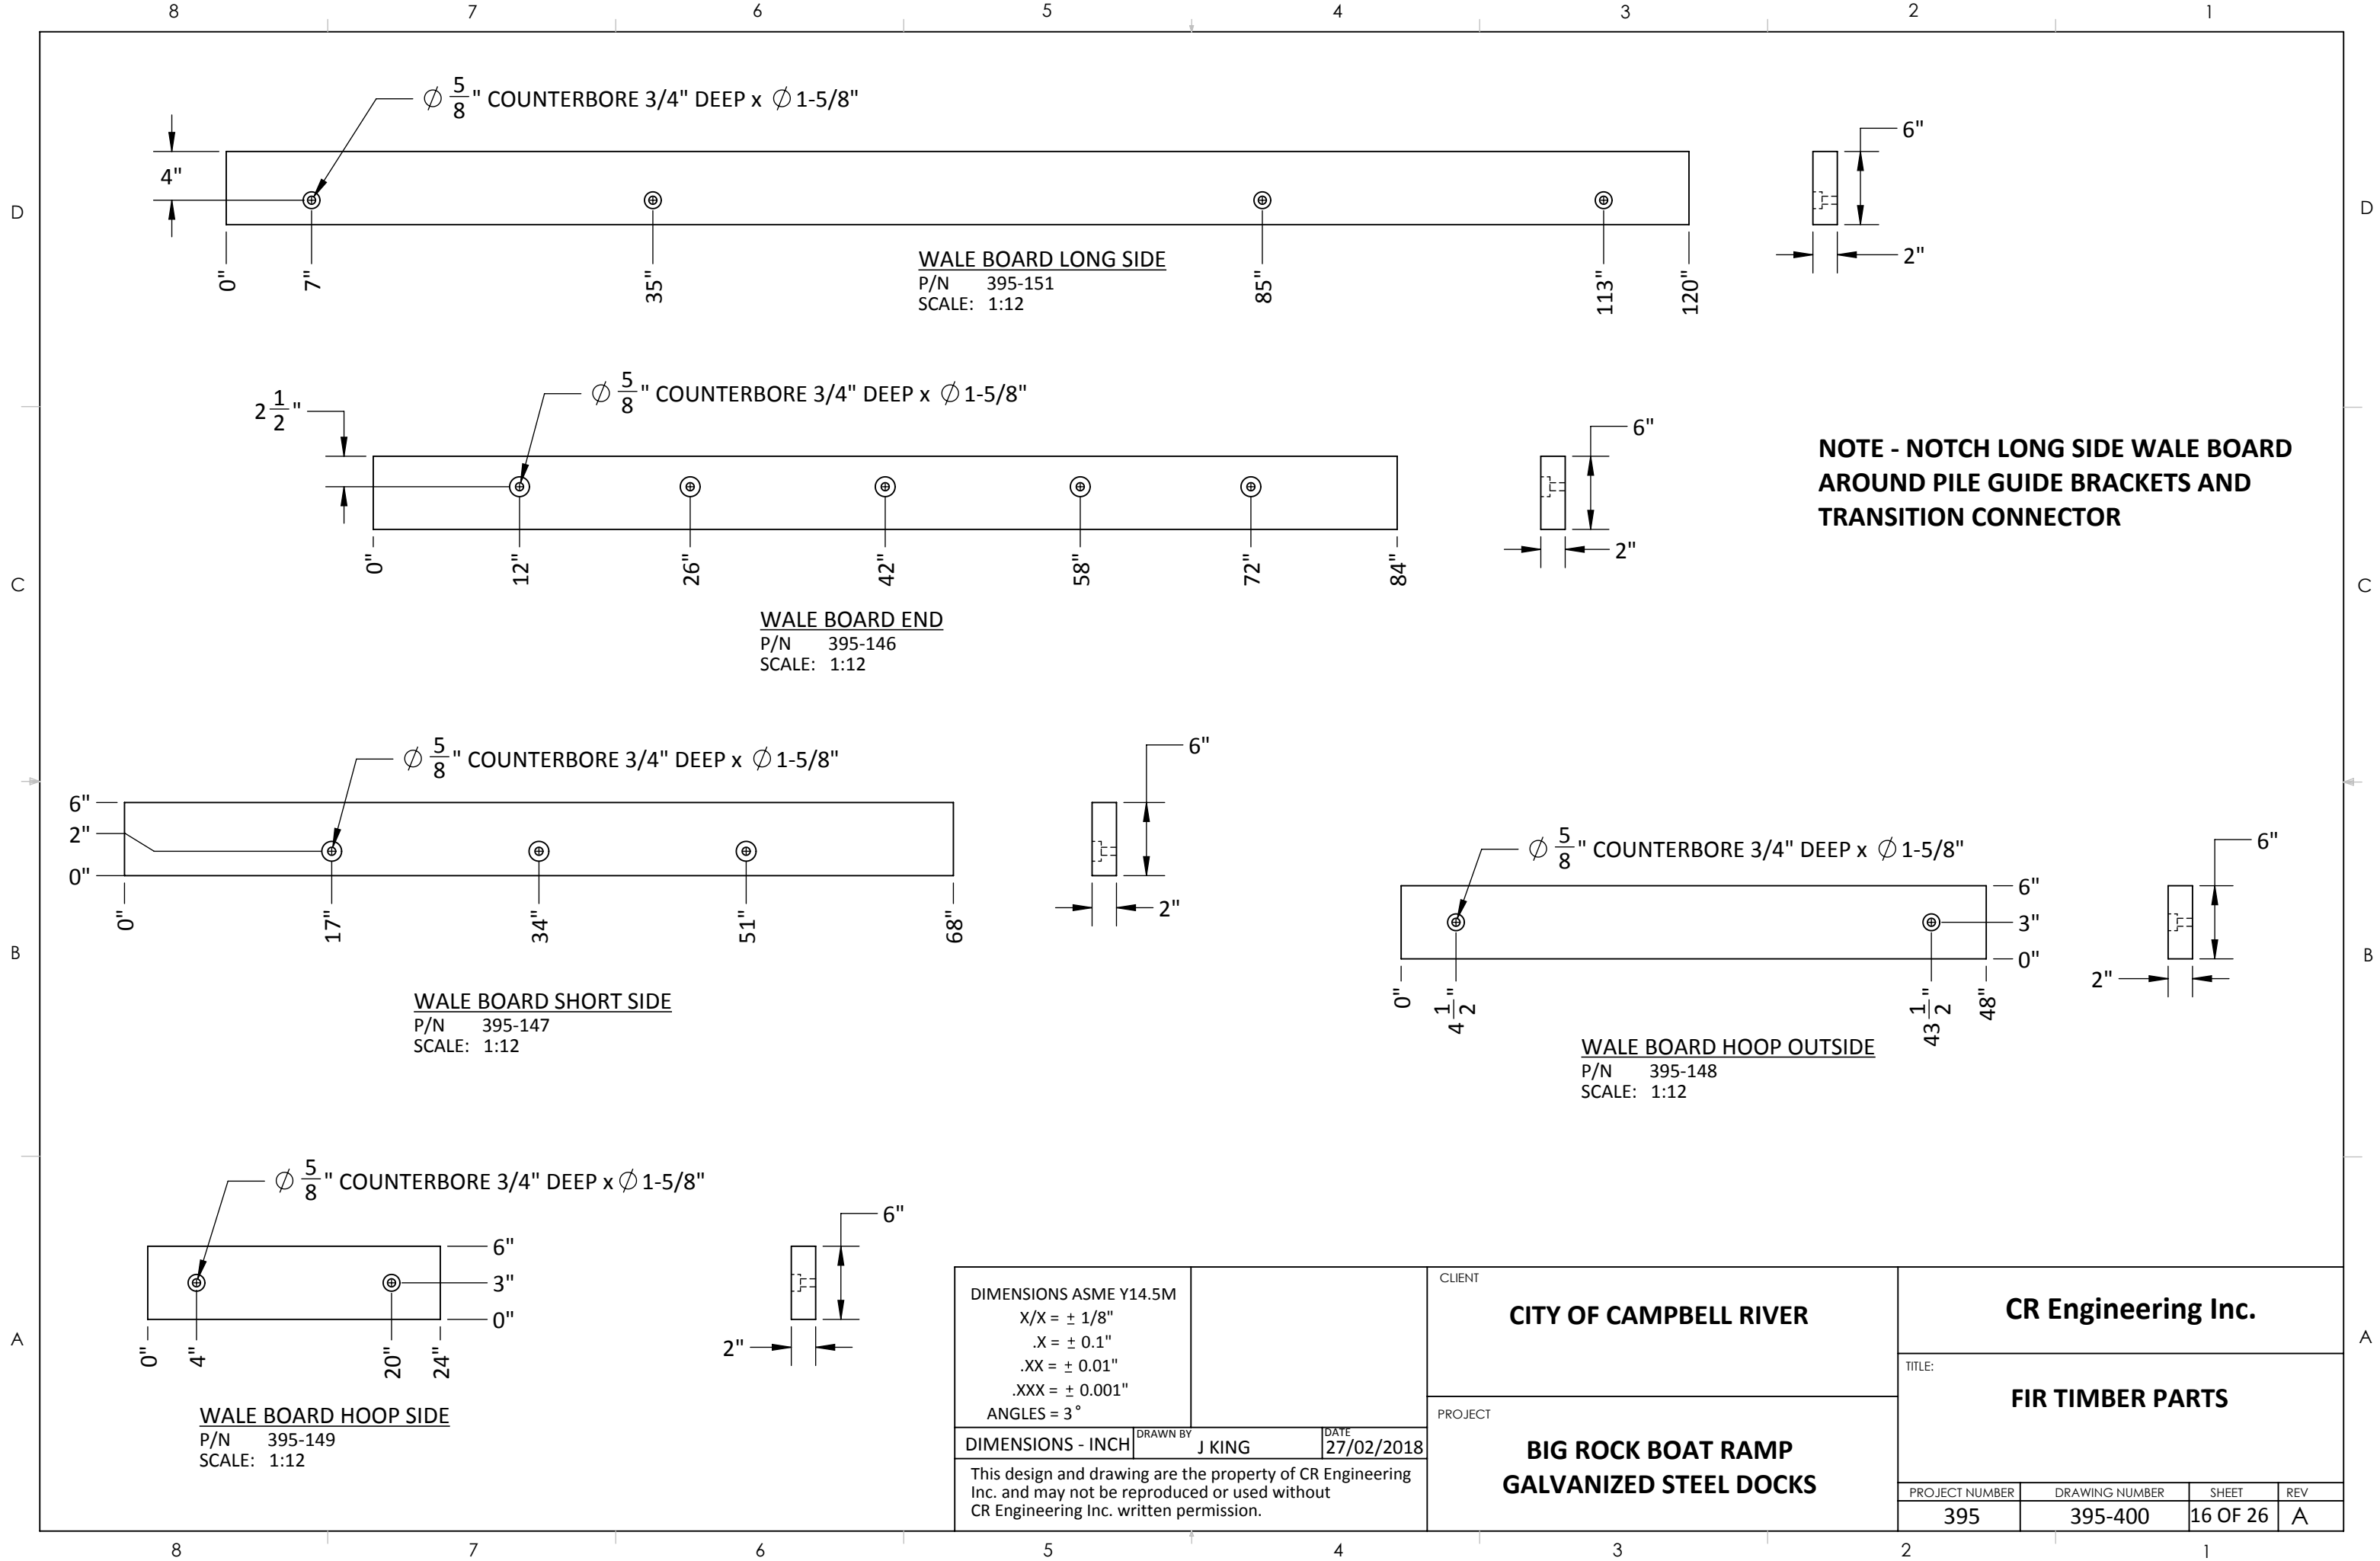 8 7 6 5 4 3 2 1
D
D
Ø 5/8" COUNTERBORE 3/4" DEEP x Ø 1-5/8"
4"
0" 7" 35" 85" 113" 120"
6"
2"
WALE BOARD LONG SIDE
P/N 395-151
SCALE: 1:12
Ø 5/8" COUNTERBORE 3/4" DEEP x Ø 1-5/8"
2 1/2"
0" 12" 26" 42" 58" 72" 84"
6"
2"
NOTE - NOTCH LONG SIDE WALE BOARD
AROUND PILE GUIDE BRACKETS AND
TRANSITION CONNECTOR
C
C
WALE BOARD END
P/N 395-146
SCALE: 1:12
Ø 5/8" COUNTERBORE 3/4" DEEP x Ø 1-5/8"
6"
2"
0"
0" 17" 34" 51" 68"
6"
2"
WALE BOARD SHORT SIDE
P/N 395-147
SCALE: 1:12
Ø 5/8" COUNTERBORE 3/4" DEEP x Ø 1-5/8"
6"
3"
0"
0" 4 1/2" 43 1/2" 48"
6"
2"
B
B
WALE BOARD HOOP OUTSIDE
P/N 395-148
SCALE: 1:12
Ø 5/8" COUNTERBORE 3/4" DEEP x Ø 1-5/8"
6"
3"
0"
0" 4" 20" 24"
6"
2"
A
A
WALE BOARD HOOP SIDE
P/N 395-149
SCALE: 1:12
DIMENSIONS ASME Y14.5M
X/X = ± 1/8"
.X = ± 0.1"
.XX = ± 0.01"
.XXX = ± 0.001"
ANGLES = 3°
DIMENSIONS - INCH
DRAWN BY
J KING
DATE
27/02/2018
This design and drawing are the property of CR Engineering
Inc. and may not be reproduced or used without
CR Engineering Inc. written permission.
CLIENT
CITY OF CAMPBELL RIVER
PROJECT
BIG ROCK BOAT RAMP
GALVANIZED STEEL DOCKS
CR Engineering Inc.
TITLE:
FIR TIMBER PARTS
PROJECT NUMBER DRAWING NUMBER SHEET REV
395 395-400 16 OF 26 A
8 7 6 5 4 3 2 1